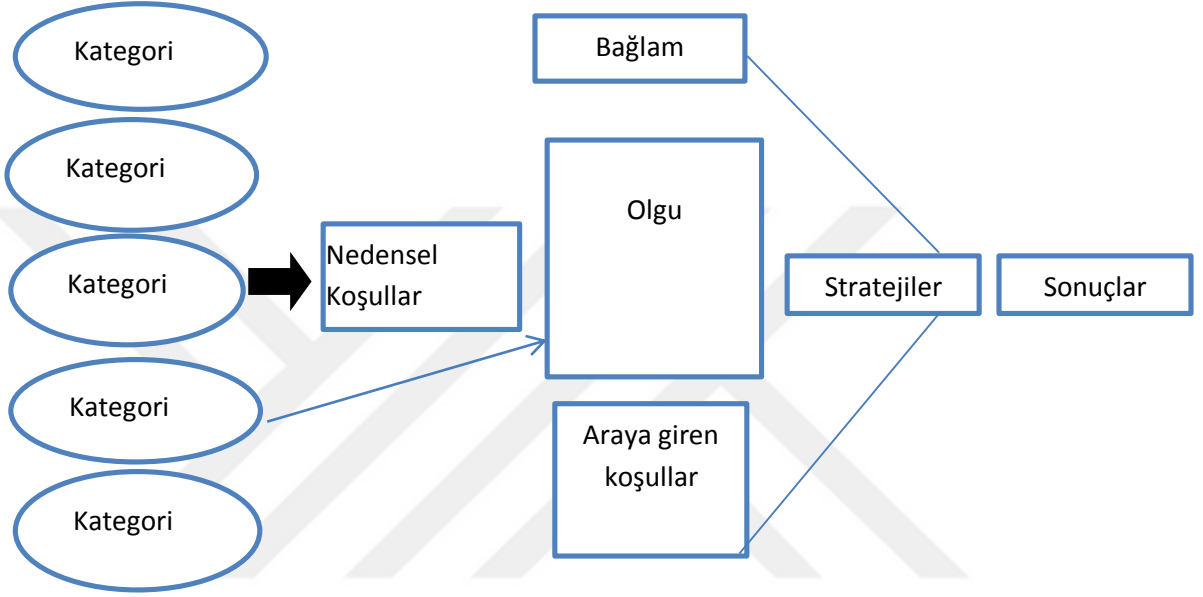 Kategori
Kategori
Kategori
Kategori
Kategori
Nedensel
Koşullar
Bağlam
Olgu
Araya giren
koşullar
Stratejiler
Sonuçlar